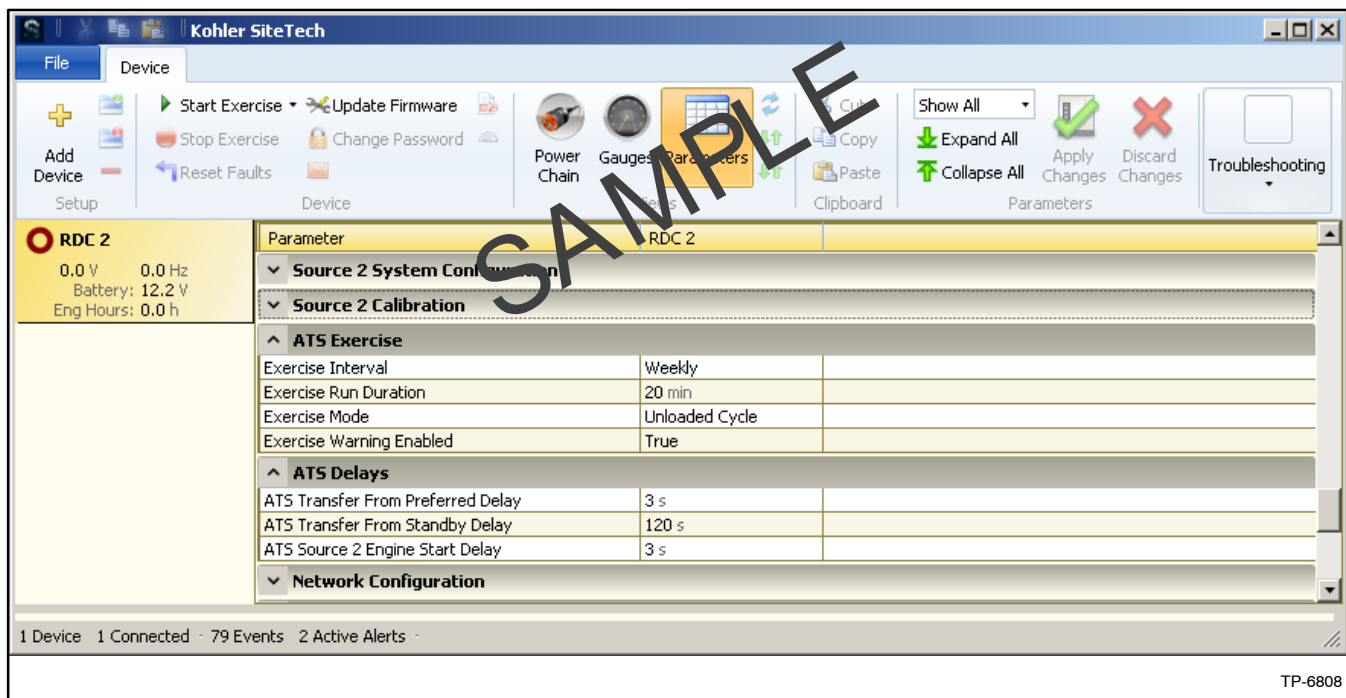 Kohler SiteTech
File Device
Start Exercise Update Firmware Show All
Stop Exercise Change Password Copy Expand All
Add Device Reset Faults Power Chain Gauges Parameters Paste Collapse All Apply Changes Discard Changes Troubleshooting
Setup Device Clipboard Parameters
SAMPLE
RDC 2 Parameter RDC 2
0.0 V 0.0 Hz Source 2 System Configuration
Battery: 12.2 V
Eng Hours: 0.0 h Source 2 Calibration
ATS Exercise
Exercise Interval Weekly
Exercise Run Duration 20 min
Exercise Mode Unloaded Cycle
Exercise Warning Enabled True
ATS Delays
ATS Transfer From Preferred Delay 3 s
ATS Transfer From Standby Delay 120 s
ATS Source 2 Engine Start Delay 3 s
Network Configuration
1 Device 1 Connected - 79 Events 2 Active Alerts -
TP-6808